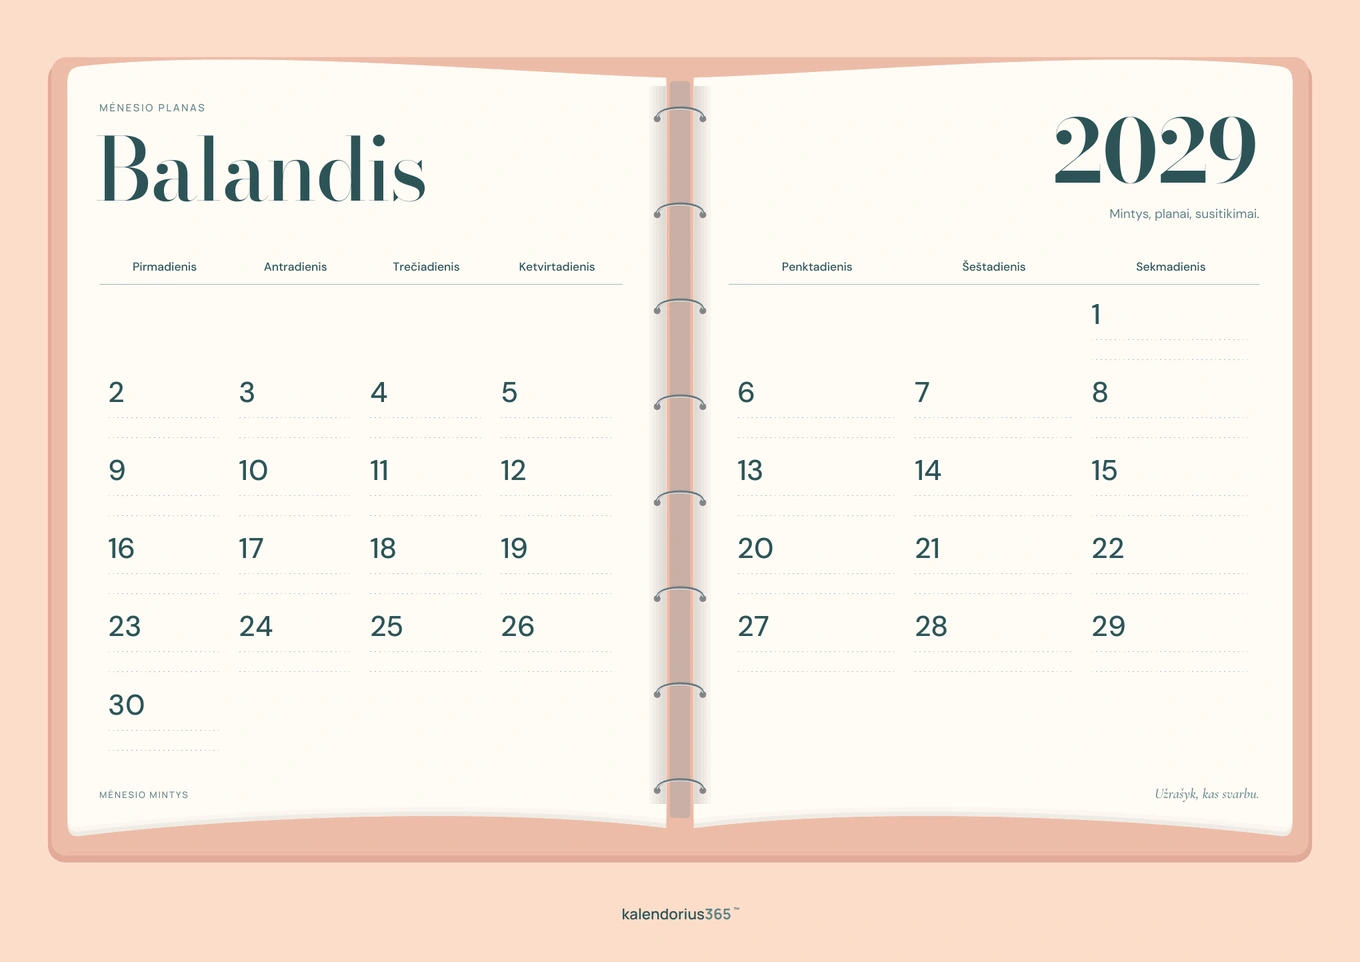 MĖNESIO PLANAS
Balandis
2029
Mintys, planai, susitikimai.
Pirmadienis Antradienis Trečiadienis Ketvirtadienis Penktadienis Šeštadienis Sekmadienis
1
2 3 4 5 6 7 8
9 10 11 12 13 14 15
16 17 18 19 20 21 22
23 24 25 26 27 28 29
30
MĖNESIO MINTYS
Užrašyk, kas svarbu.
kalendorius365™